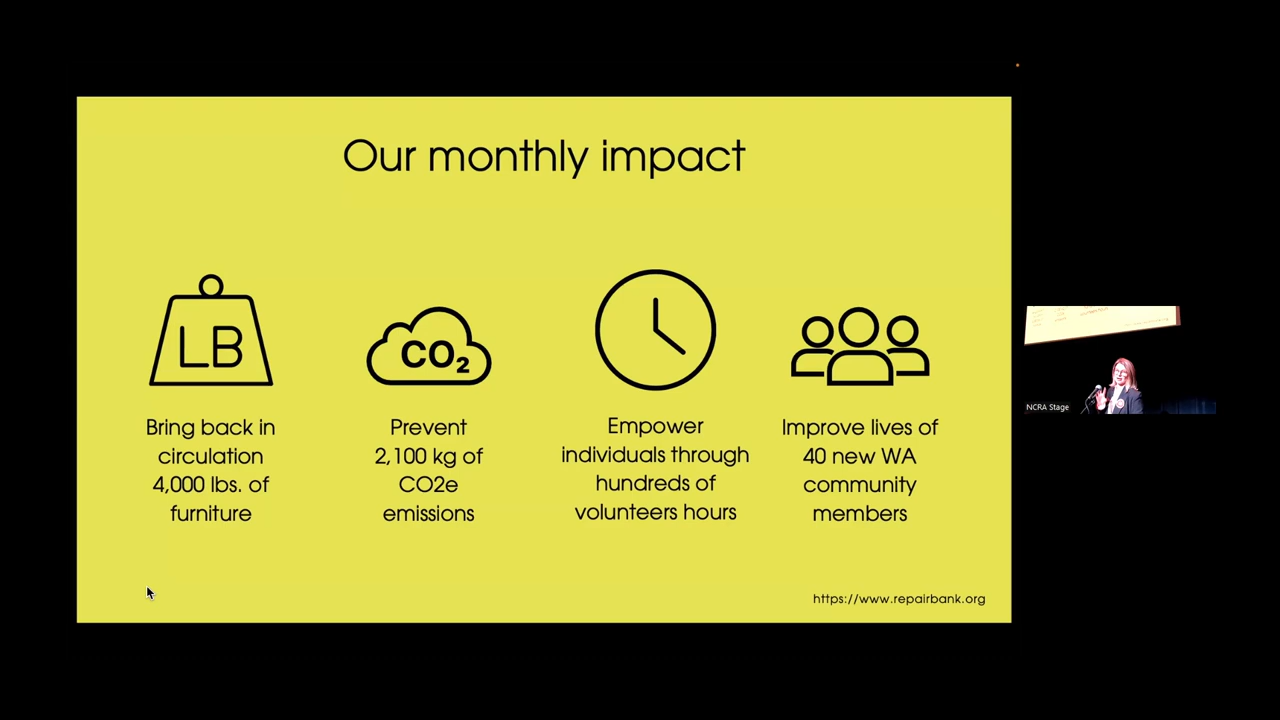 Our monthly impact
LB
CO₂
Bring back in
circulation
4,000 lbs. of
furniture
Prevent
2,100 kg of
CO2e
emissions
Empower
individuals through
hundreds of
volunteers hours
Improve lives of
40 new WA
community
members
https://www.repairbank.org
NCRA Stage